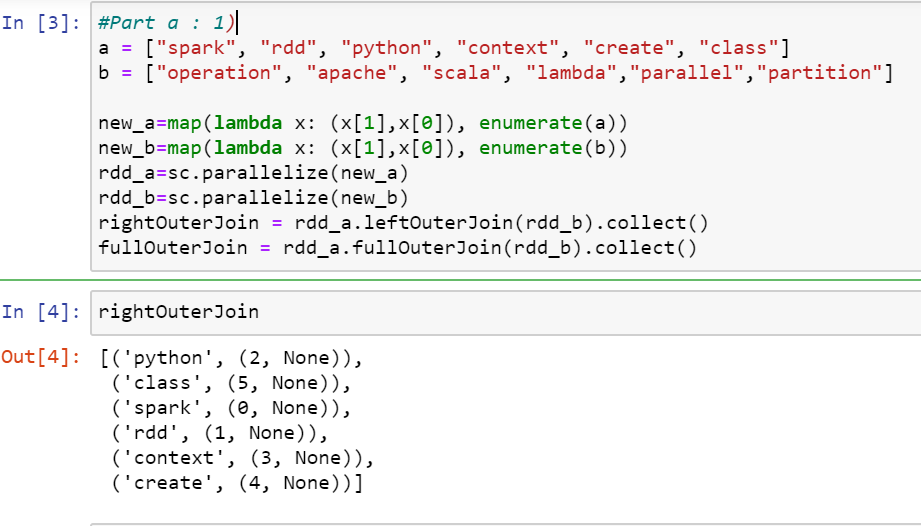 In [3]: #Part a : 1)
a = ["spark", "rdd", "python", "context", "create", "class"]
b = ["operation", "apache", "scala", "lambda","parallel","partition"]
new_a=map(lambda x: (x[1],x[0]), enumerate(a))
new_b=map(lambda x: (x[1],x[0]), enumerate(b))
rdd_a=sc.parallelize(new_a)
rdd_b=sc.parallelize(new_b)
rightOuterJoin = rdd_a.leftOuterJoin(rdd_b).collect()
fullOuterJoin = rdd_a.fullOuterJoin(rdd_b).collect()
In [4]: rightOuterJoin
Out[4]: [('python', (2, None)),
('class', (5, None)),
('spark', (0, None)),
('rdd', (1, None)),
('context', (3, None)),
('create', (4, None))]